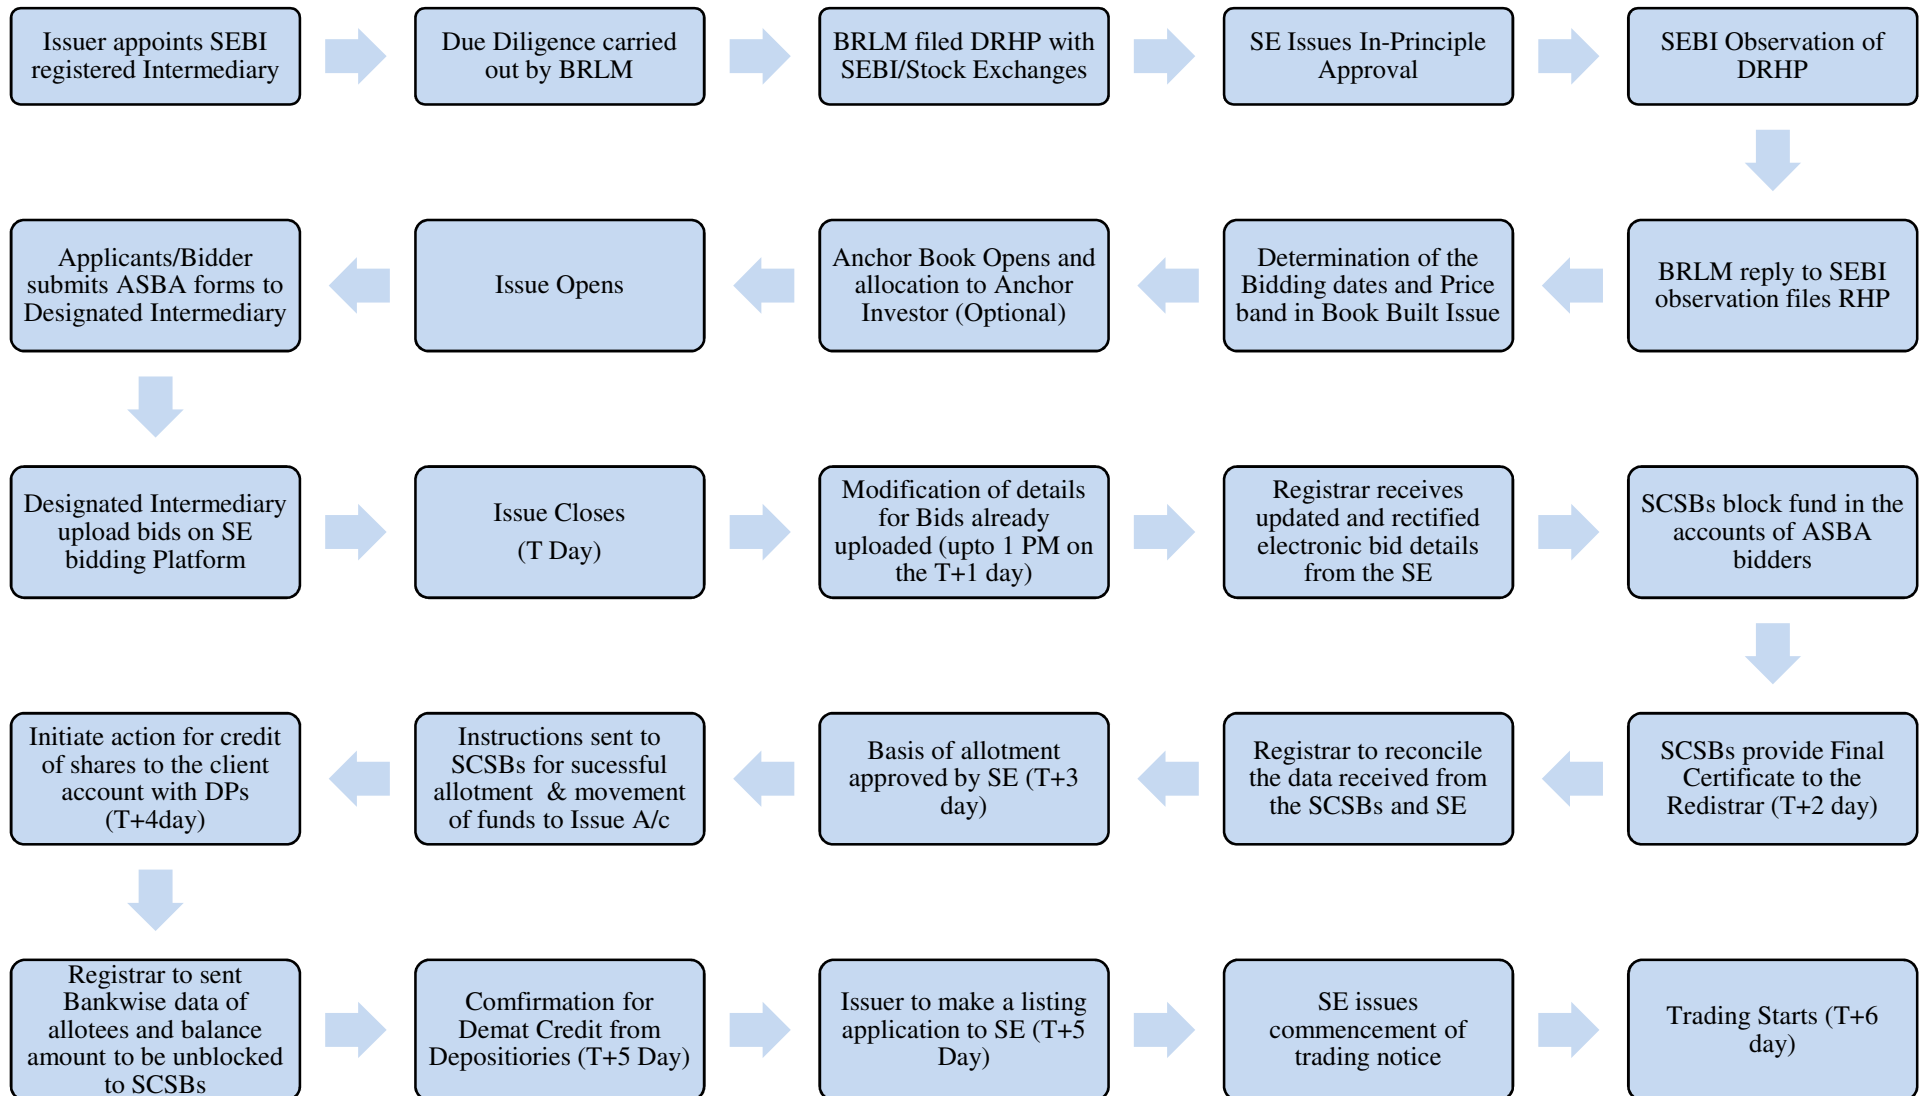 Issuer appoints SEBI
registered Intermediary
Due Diligence carried
out by BRLM
BRLM filed DRHP with
SEBI/Stock Exchanges
SE Issues In-Principle
Approval
SEBI Observation of
DRHP
BRLM reply to SEBI
observation files RHP
Determination of the
Bidding dates and Price
band in Book Built Issue
Anchor Book Opens and
allocation to Anchor
Investor (Optional)
Issue Opens
Applicants/Bidder
submits ASBA forms to
Designated Intermediary
Designated Intermediary
upload bids on SE
bidding Platform
Issue Closes
(T Day)
Modification of details
for Bids already
uploaded (upto 1 PM on
the T+1 day)
Registrar receives
updated and rectified
electronic bid details
from the SE
SCSBs block fund in the
accounts of ASBA
bidders
SCSBs provide Final
Certificate to the
Redistrar (T+2 day)
Registrar to reconcile
the data received from
the SCSBs and SE
Basis of allotment
approved by SE (T+3
day)
Instructions sent to
SCSBs for sucessful
allotment & movement
of funds to Issue A/c
Initiate action for credit
of shares to the client
account with DPs
(T+4day)
Registrar to sent
Bankwise data of
allotees and balance
amount to be unblocked
to SCSBs
Comfirmation for
Demat Credit from
Depositiories (T+5 Day)
Issuer to make a listing
application to SE (T+5
Day)
SE issues
commencement of
trading notice
Trading Starts (T+6
day)